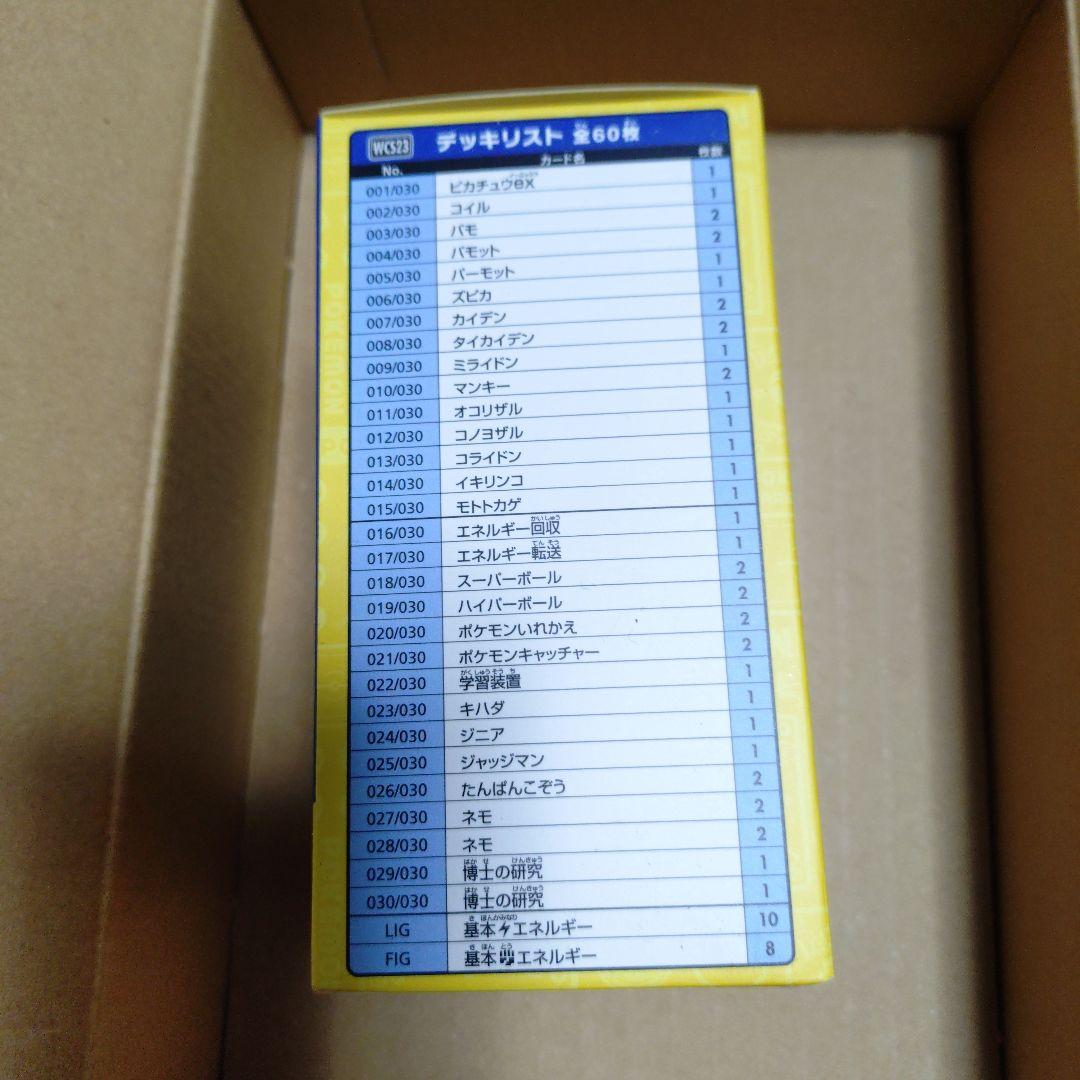 WCS23 デッキリスト 全60枚
No. カード名 枚数
001/030 ピカチュウex 1
002/030 コイル 1
003/030 パモ 2
004/030 パモット 2
005/030 パーモット 1
006/030 ズピカ 1
007/030 カイデン 2
008/030 タイカイデン 2
009/030 ミライドン 1
010/030 マンキー 2
011/030 オコリザル 1
012/030 コノヨザル 1
013/030 コライドン 1
014/030 イキリンコ 1
015/030 モトトカゲ 1
016/030 エネルギー回収 1
017/030 エネルギー転送 1
018/030 スーパーボール 2
019/030 ハイパーボール 2
020/030 ポケモンいれかえ 2
021/030 ポケモンキャッチャー 2
022/030 学習装置 1
023/030 キハダ 1
024/030 ジニア 1
025/030 ジャッジマン 1
026/030 たんぱんこぞう 2
027/030 ネモ 2
028/030 ネモ 2
029/030 博士の研究 1
030/030 博士の研究 1
LIG 基本エネルギー 10
FIG 基本エネルギー 8
POKÉMON